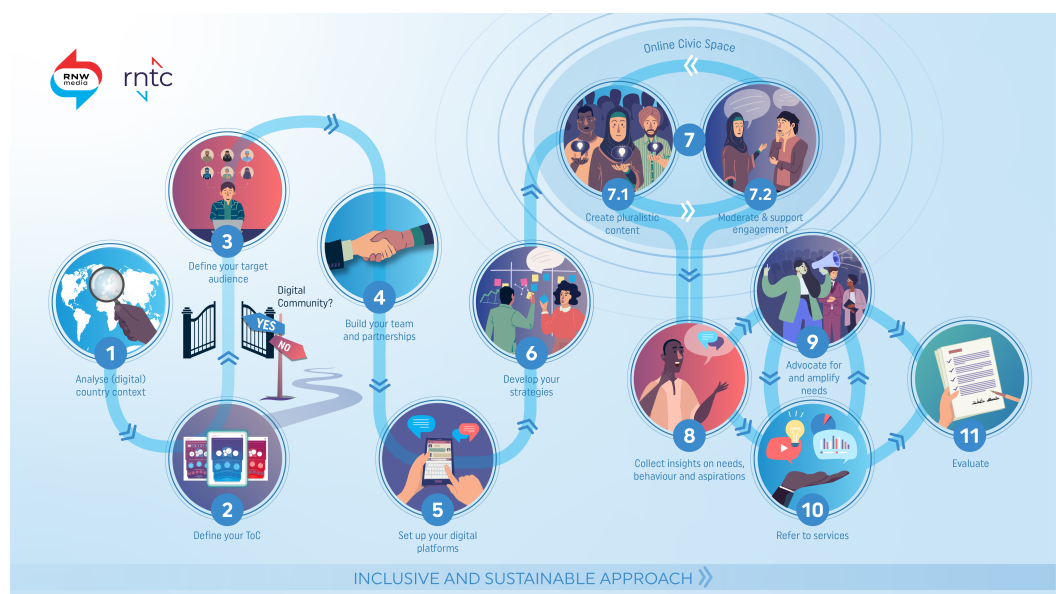 RNW
media
rntc
Online Civic Space
7
7.1
Create pluralistic
content
7.2
Moderate & support
engagement
3
Define your target
audience
Digital
Community?
YES
NO
1
Analyse (digital)
country context
2
Define your ToC
4
Build your team
and partnerships
5
Set up your digital
platforms
6
Develop your
strategies
8
Collect insights on needs,
behaviour and aspirations
9
Advocate for
and amplify
needs
10
Refer to services
11
Evaluate
INCLUSIVE AND SUSTAINABLE APPROACH